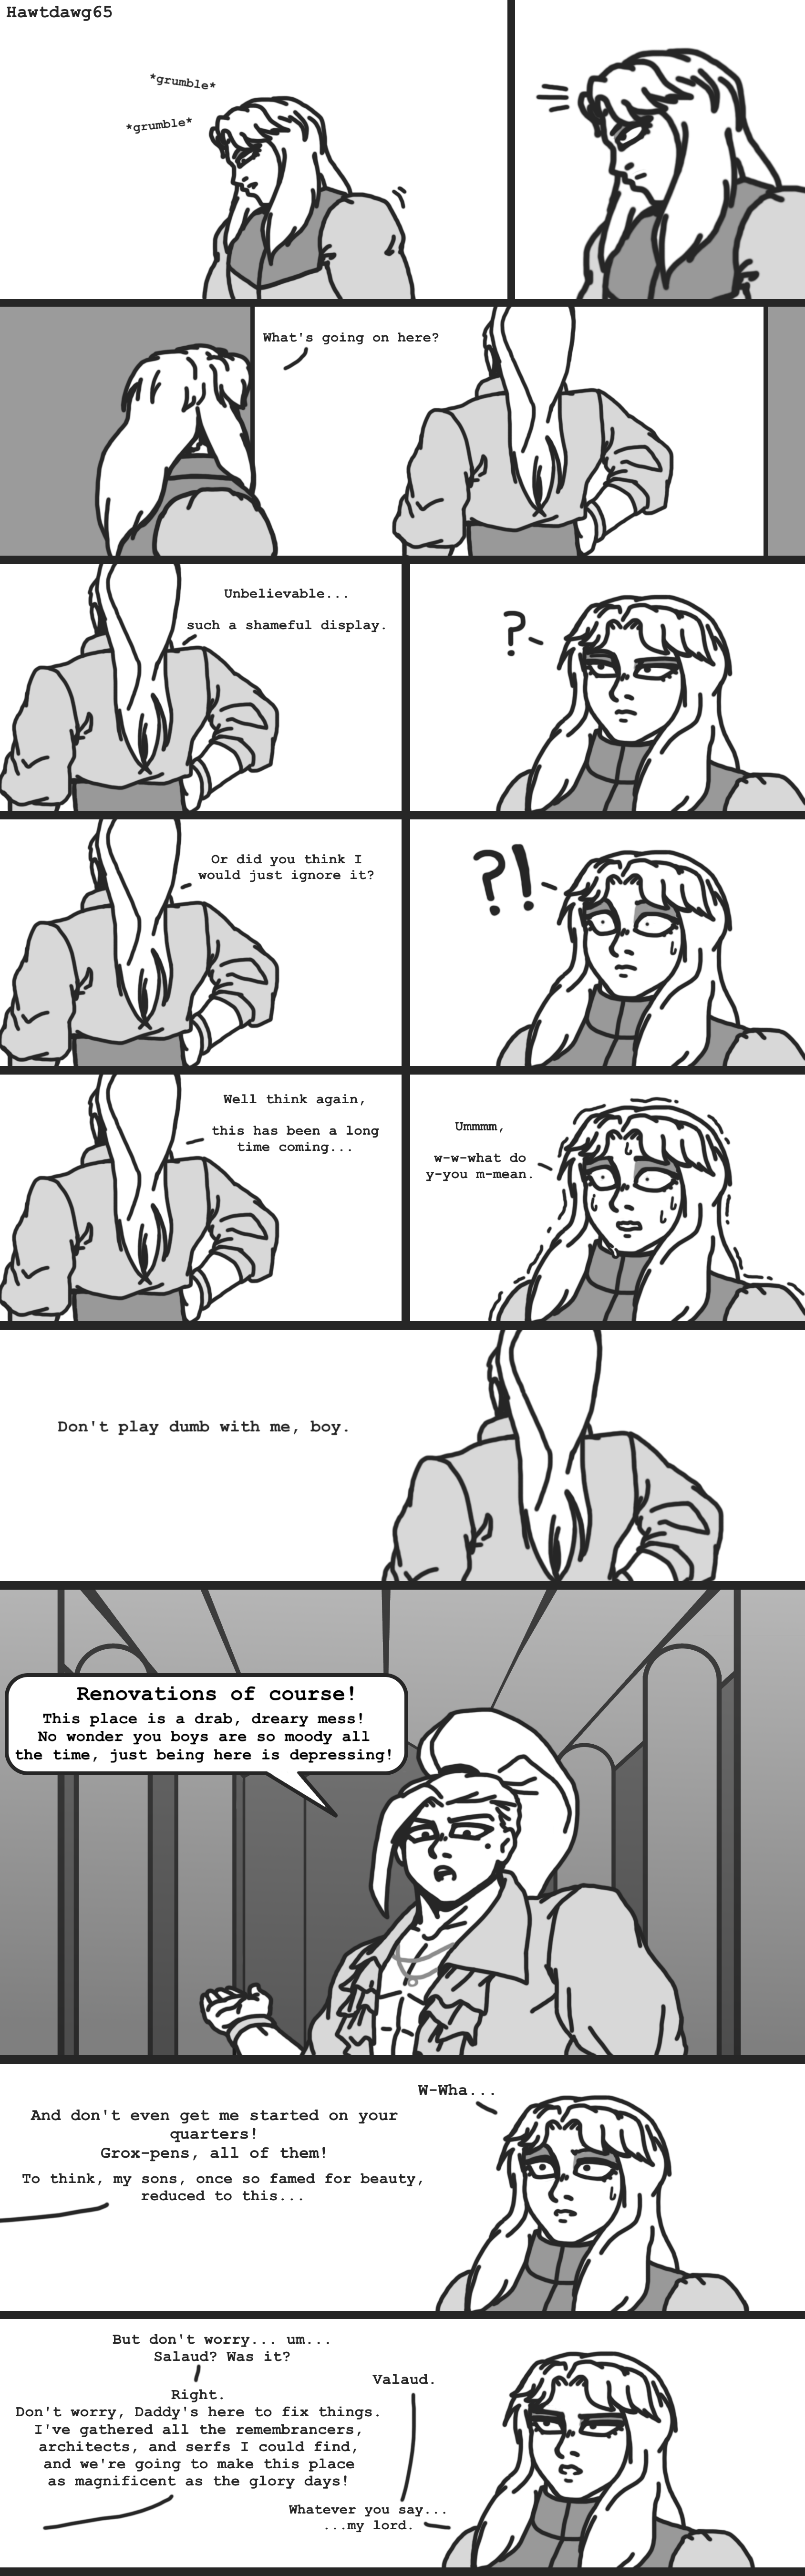 Hawtdawg65
*grumble*
*grumble*
What's going on here?
Unbelievable...
such a shameful display.
?
Or did you think I
would just ignore it?
?!
Well think again,
this has been a long
time coming...
Ummmm,
w-w-what do
y-you m-mean.
Don't play dumb with me, boy.
Renovations of course!
This place is a drab, dreary mess!
No wonder you boys are so moody all
the time, just being here is depressing!
W-Wha...
And don't even get me started on your
quarters!
Grox-pens, all of them!
To think, my sons, once so famed for beauty,
reduced to this...
But don't worry... um...
Salaud? Was it?
Valaud.
Right.
Don't worry, Daddy's here to fix things.
I've gathered all the remembrancers,
architects, and serfs I could find,
and we're going to make this place
as magnificent as the glory days!
Whatever you say...
...my lord.